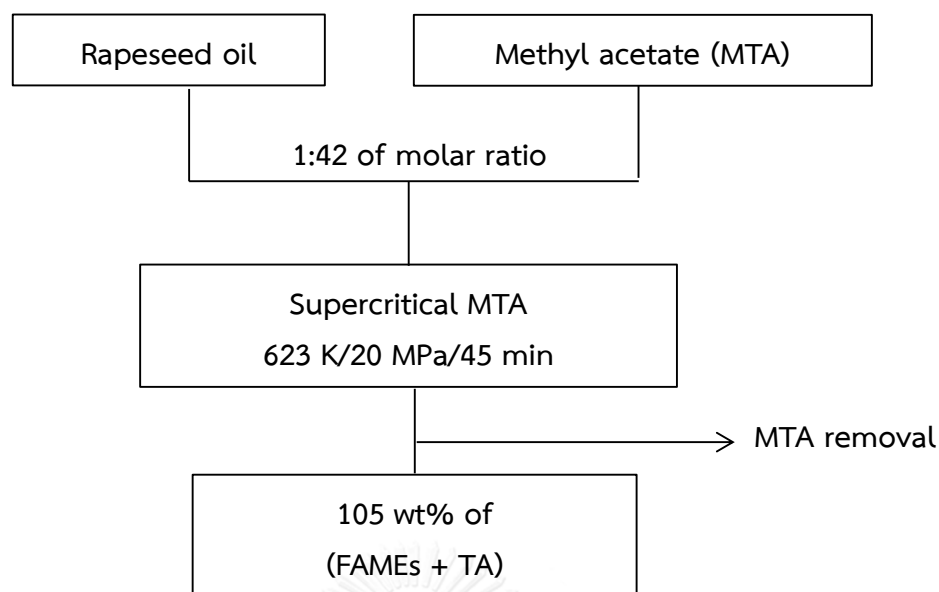 Rapeseed oil
Methyl acetate (MTA)
1:42 of molar ratio
Supercritical MTA
623 K/20 MPa/45 min
MTA removal
105 wt% of
(FAMEs + TA)